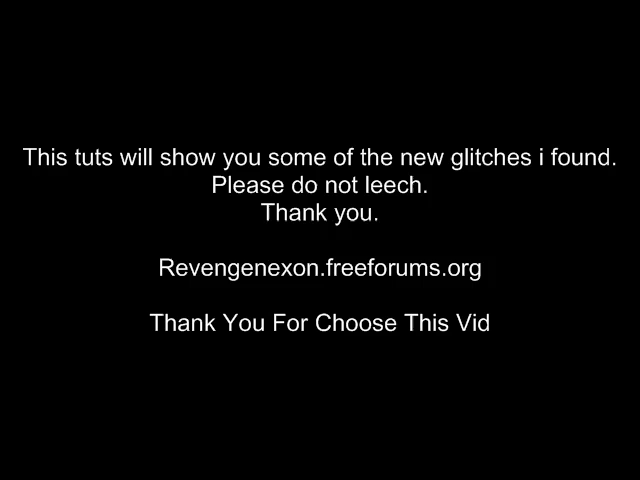 This tuts will show you some of the new glitches i found.
Please do not leech.
Thank you.
Revengenexon.freeforums.org
Thank You For Choose This Vid